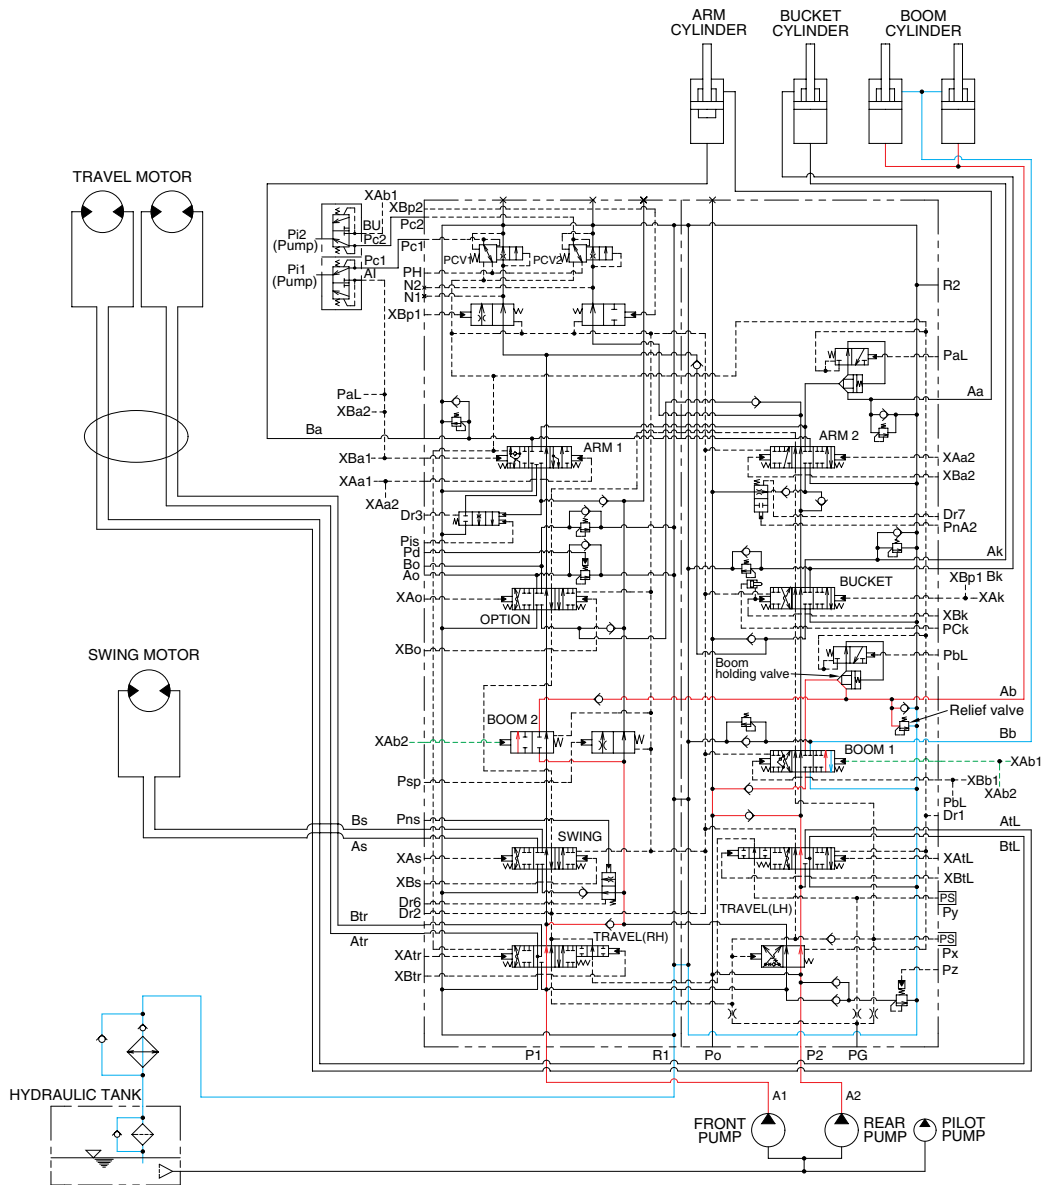 ARM
CYLINDER
BUCKET
CYLINDER
BOOM
CYLINDER
TRAVEL MOTOR
XAb1
XBp2
BU
Pc2
Pc2
Pi2
(Pump)
Pc1
Pc1
Pi1
(Pump)
AI
PCV1
PCV2
PH
N2
N1
XBp1
R2
PaL
Aa
PaL
XBa2
Ba
ARM 1
ARM 2
XBa1
XAa1
XAa2
XAa2
XBa2
Dr3
Pis
Pd
Bo
Ao
Dr7
PnA2
Ak
XBp1
Bk
BUCKET
XAk
XAo
OPTION
XBk
PCk
XBo
SWING MOTOR
Boom
holding valve
PbL
Ab
Relief valve
BOOM 2
XAb2
Bb
BOOM 1
XAb1
XBb1
XAb2
PbL
Dr1
Psp
Bs
Pns
As
SWING
AtL
BtL
XAs
XBs
XAtL
XBtL
Dr6
Dr2
Btr
Atr
TRAVEL(LH)
PS
Py
TRAVEL(RH)
PS
Px
XAtr
XBtr
Pz
P1
R1
Po
P2
PG
HYDRAULIC TANK
A1
A2
FRONT
PUMP
REAR
PUMP
PILOT
PUMP